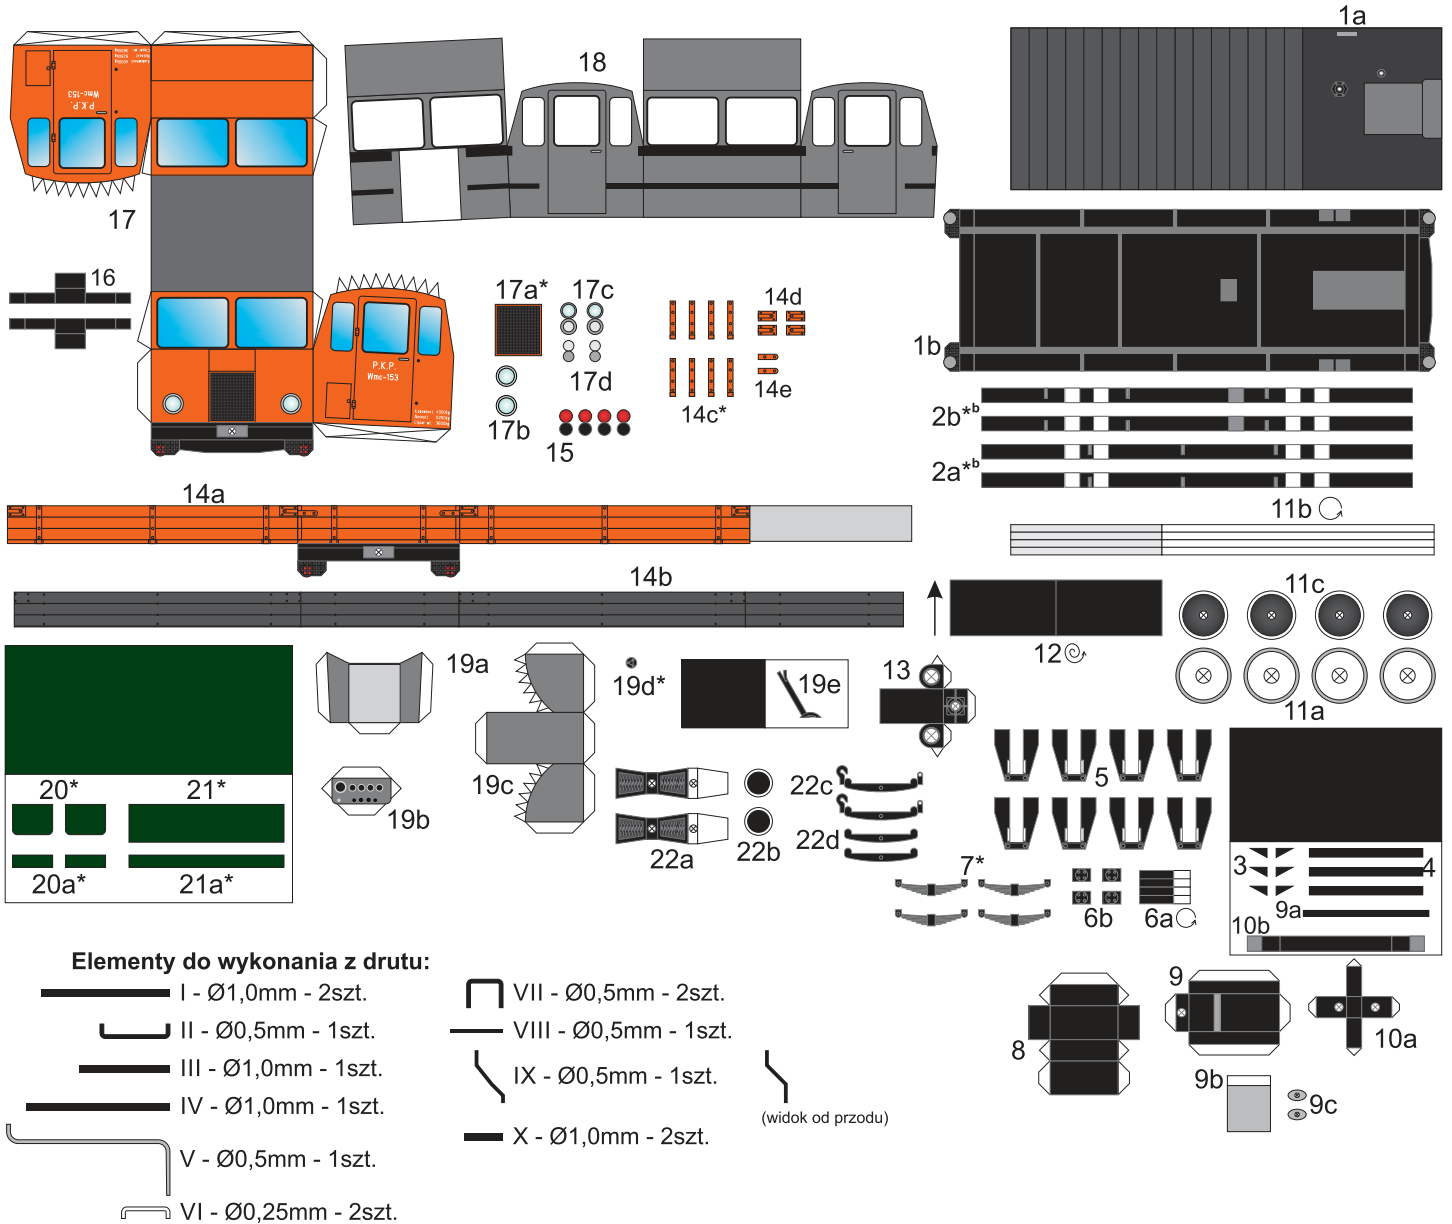 1a
18
P.K.P.
Wmc-153
17
16
17a*
17c
14d
1b
P.K.P.
Wmc-153
17d
14e
2b*ᵇ
17b
14c*
15
2a*ᵇ
14a
11b
14b
11c
12
19a
19d*
19e
13
11a
20*
21*
19b
19c
22c
5
22a
22b
22d
20a*
21a*
7*
6b
6a
3
4
9a
10b
Elementy do wykonania z drutu:
I - Ø1,0mm - 2szt.
II - Ø0,5mm - 1szt.
III - Ø1,0mm - 1szt.
IV - Ø1,0mm - 1szt.
V - Ø0,5mm - 1szt.
VI - Ø0,25mm - 2szt.
VII - Ø0,5mm - 2szt.
VIII - Ø0,5mm - 1szt.
IX - Ø0,5mm - 1szt.
(widok od przodu)
X - Ø1,0mm - 2szt.
8
9
10a
9b
9c